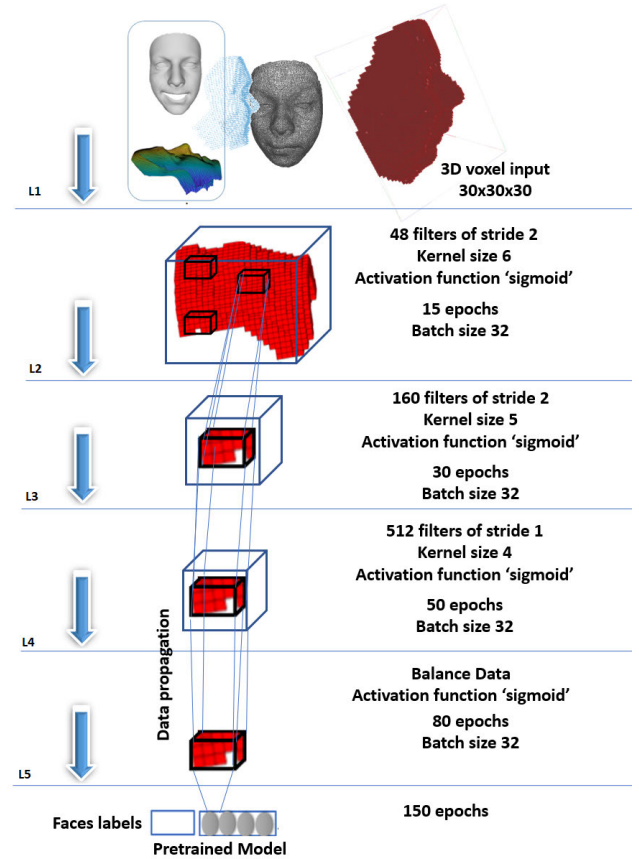 3D voxel input
30x30x30
L1
48 filters of stride 2
Kernel size 6
Activation function ‘sigmoid’
15 epochs
Batch size 32
L2
160 filters of stride 2
Kernel size 5
Activation function ‘sigmoid’
30 epochs
Batch size 32
L3
512 filters of stride 1
Kernel size 4
Activation function ‘sigmoid’
50 epochs
Batch size 32
L4
Data propagation
Balance Data
Activation function ‘sigmoid’
80 epochs
Batch size 32
L5
150 epochs
Faces labels
Pretrained Model